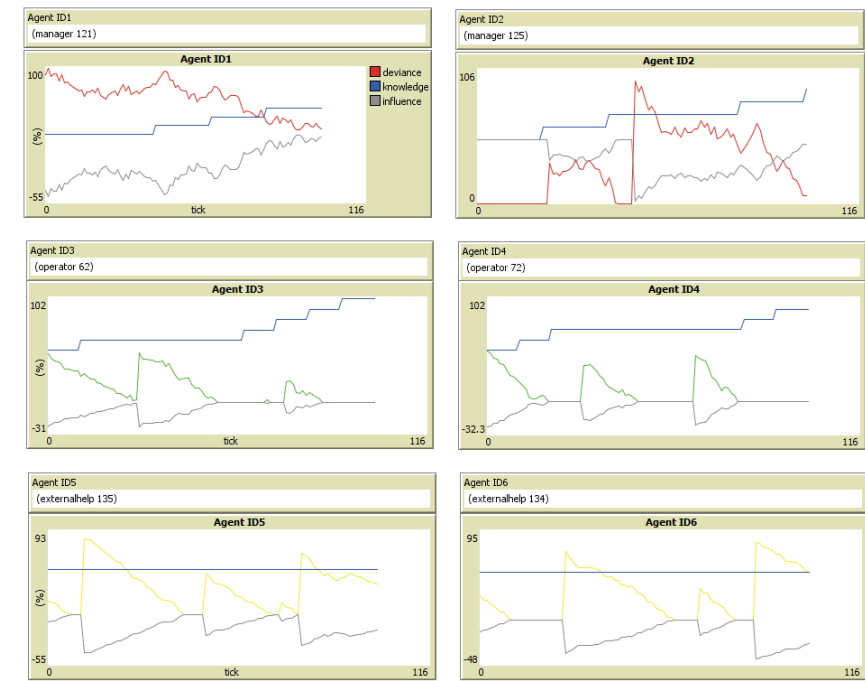 Agent ID1
(manager 121)
Agent ID1
100
(%)
-55
0
tick
116
deviance
knowledge
influence
Agent ID2
(manager 125)
Agent ID2
106
0
0
116
Agent ID3
(operator 62)
Agent ID3
102
(%)
-31
0
tick
116
Agent ID4
(operator 72)
Agent ID4
102
-32.3
0
116
Agent ID5
(externalhelp 135)
Agent ID5
93
(%)
-55
0
tick
116
Agent ID6
(externalhelp 134)
Agent ID6
95
-48
0
116